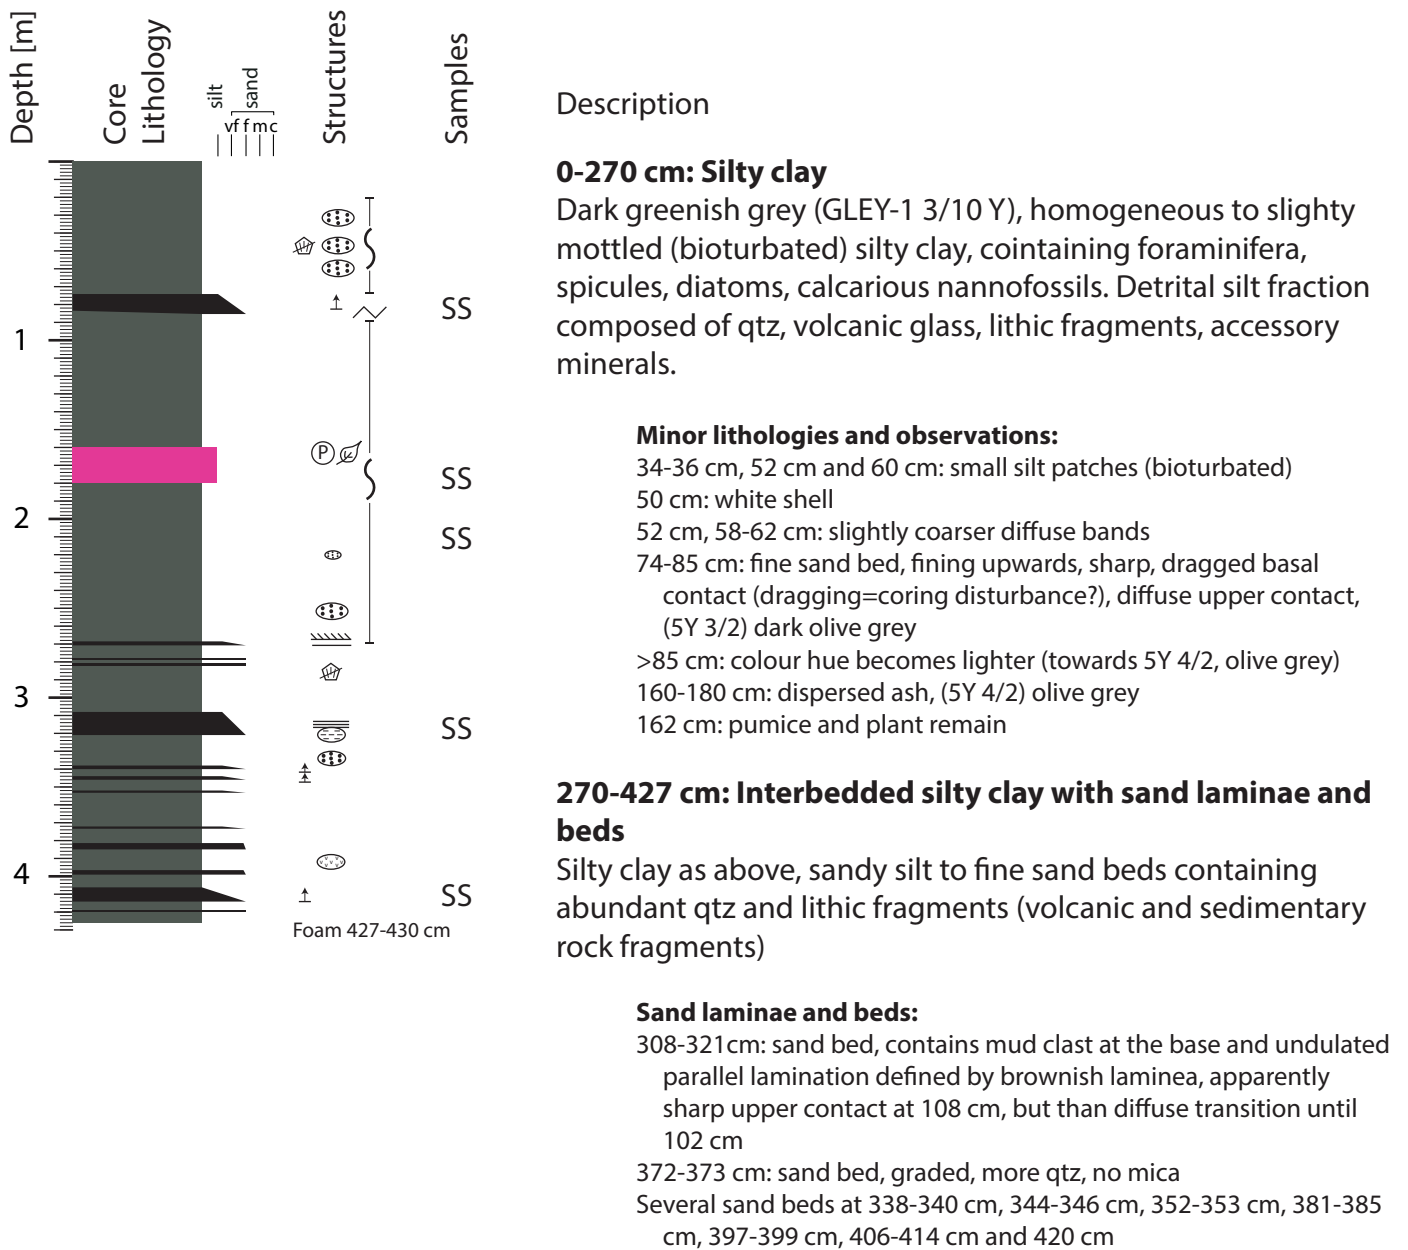 Depth [m]
Core
Lithology
silt
sand
vf f m c
Structures
Samples
Description
0-270 cm: Silty clay
Dark greenish grey (GLEY-1 3/10 Y), homogeneous to slighty
mottled (bioturbated) silty clay, cointaining foraminifera,
spicules, diatoms, calcarious nannofossils. Detrital silt fraction
composed of qtz, volcanic glass, lithic fragments, accessory
minerals.
Minor lithologies and observations:
34-36 cm, 52 cm and 60 cm: small silt patches (bioturbated)
50 cm: white shell
52 cm, 58-62 cm: slightly coarser diffuse bands
74-85 cm: fine sand bed, fining upwards, sharp, dragged basal
contact (dragging=coring disturbance?), diffuse upper contact,
(5Y 3/2) dark olive grey
>85 cm: colour hue becomes lighter (towards 5Y 4/2, olive grey)
160-180 cm: dispersed ash, (5Y 4/2) olive grey
162 cm: pumice and plant remain
270-427 cm: Interbedded silty clay with sand laminae and
beds
Silty clay as above, sandy silt to fine sand beds containing
abundant qtz and lithic fragments (volcanic and sedimentary
rock fragments)
Sand laminae and beds:
308-321cm: sand bed, contains mud clast at the base and undulated
parallel lamination defined by brownish laminea, apparently
sharp upper contact at 108 cm, but than diffuse transition until
102 cm
372-373 cm: sand bed, graded, more qtz, no mica
Several sand beds at 338-340 cm, 344-346 cm, 352-353 cm, 381-385
cm, 397-399 cm, 406-414 cm and 420 cm
1
2
3
4
P
SS
SS
SS
SS
SS
Foam 427-430 cm